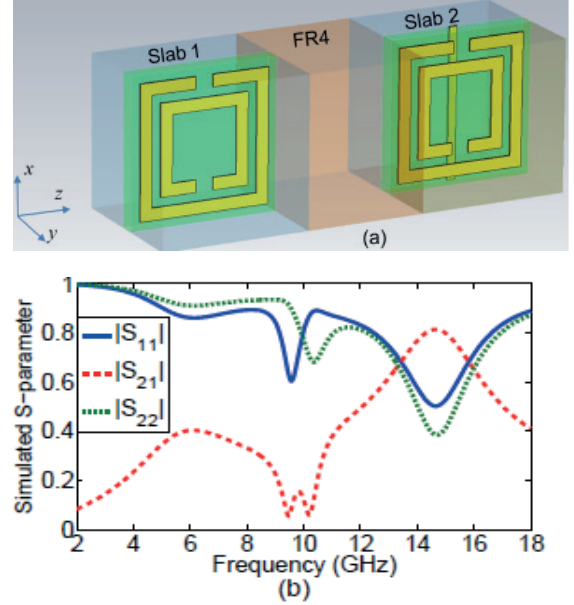 Slab 1
FR4
Slab 2
x
z
y
(a)
Simulated S-parameter
1
0.8
0.6
0.4
0.2
0
|S11|
|S21|
|S22|
2 4 6 8 10 12 14 16 18
Frequency (GHz)
(b)